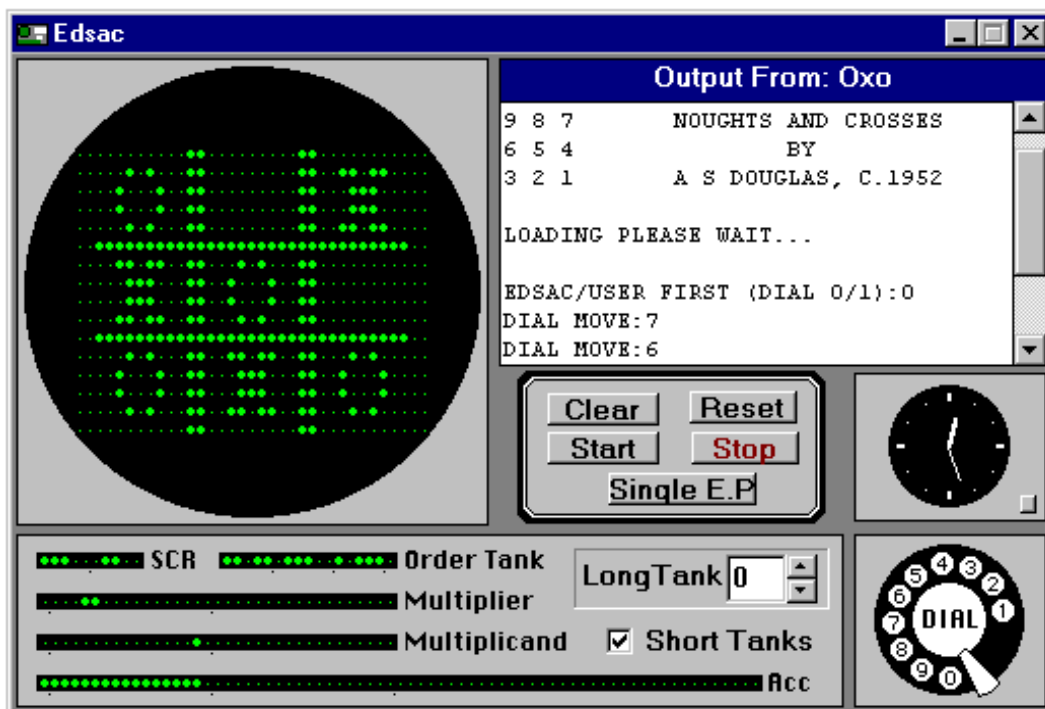 Edsac
Output From: Oxo
9 8 7 NOUGHTS AND CROSSES
6 5 4 BY
3 2 1 A S DOUGLAS, C.1952
LOADING PLEASE WAIT...
EDSAC/USER FIRST (DIAL 0/1):0
DIAL MOVE:7
DIAL MOVE:6
Clear Reset
Start Stop
Single E.P
SCR Order Tank
Multiplier
Multiplicand
Acc
LongTank 0
Short Tanks
1 2 3 4 5 6 7 8 9 0
DIAL